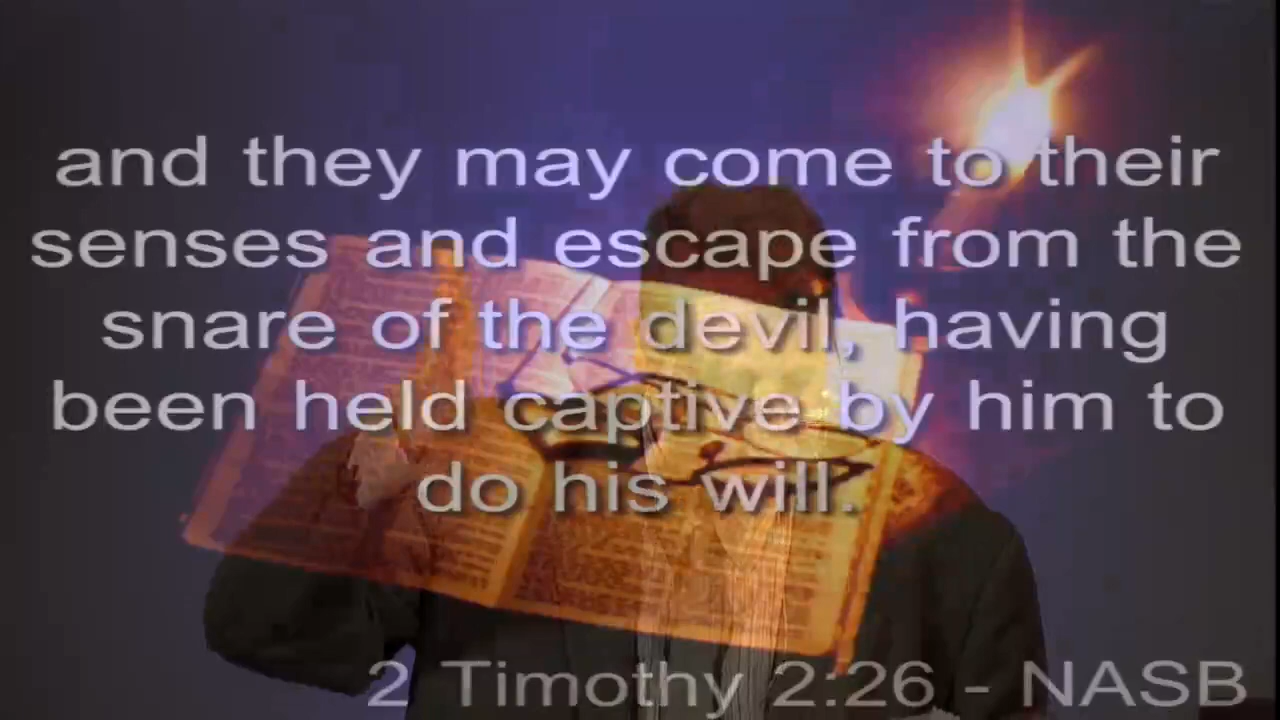 and they may come to their
senses and escape from the
snare of the devil, having
been held captive by him to
do his will.
2 Timothy 2:26 - NASB